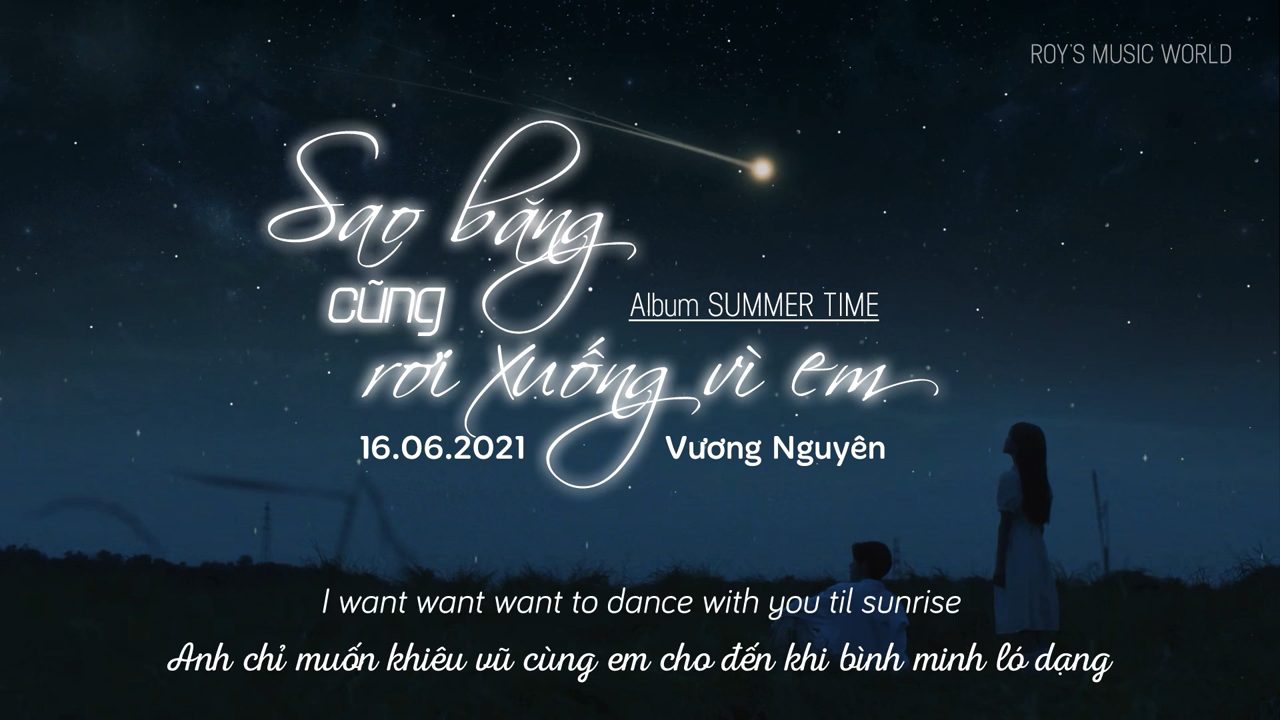 ROY'S MUSIC WORLD
Sao băng
cũng
Album SUMMER TIME
rơi xuống vì em
16.06.2021
Vương Nguyên
I want want want to dance with you til sunrise
Anh chỉ muốn khiêu vũ cùng em cho đến khi bình minh ló dạng